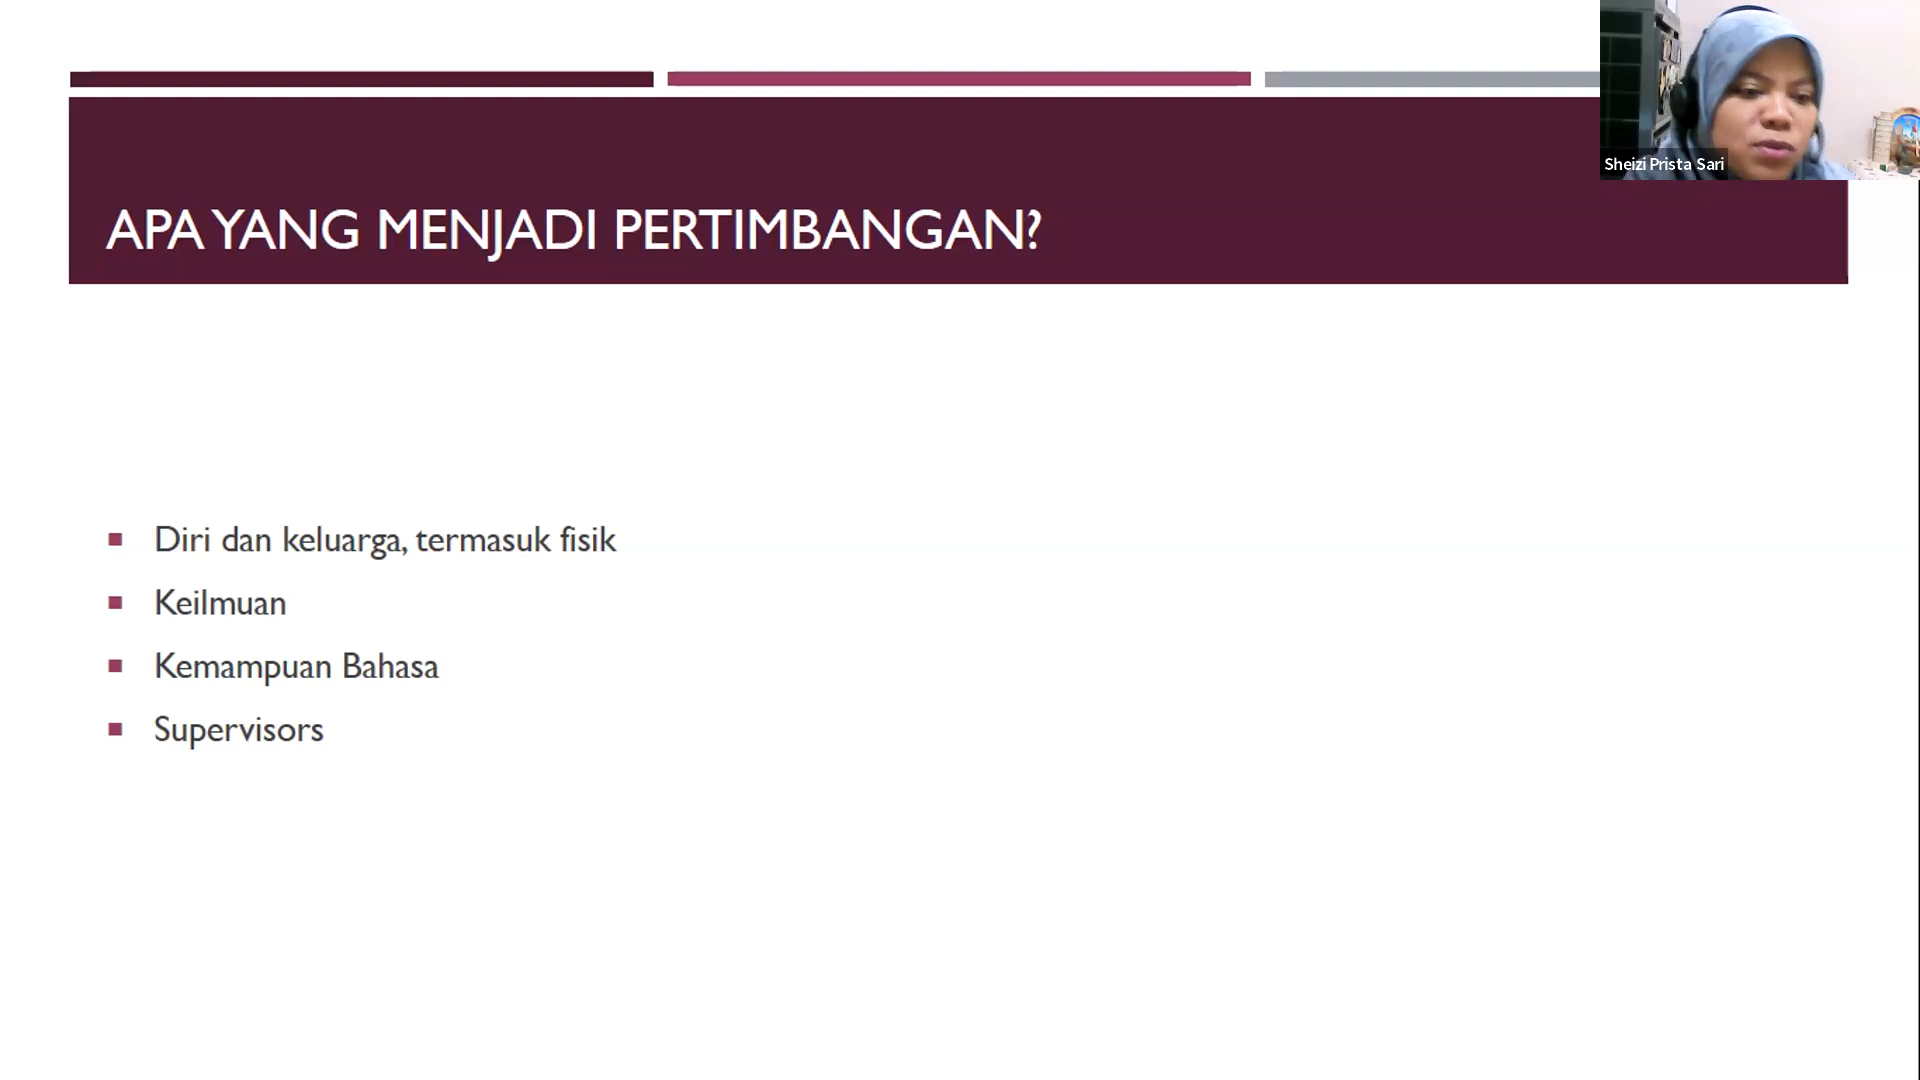 Sheizi Prista Sari
APA YANG MENJADI PERTIMBANGAN?
Diri dan keluarga, termasuk fisik
Keilmuan
Kemampuan Bahasa
Supervisors